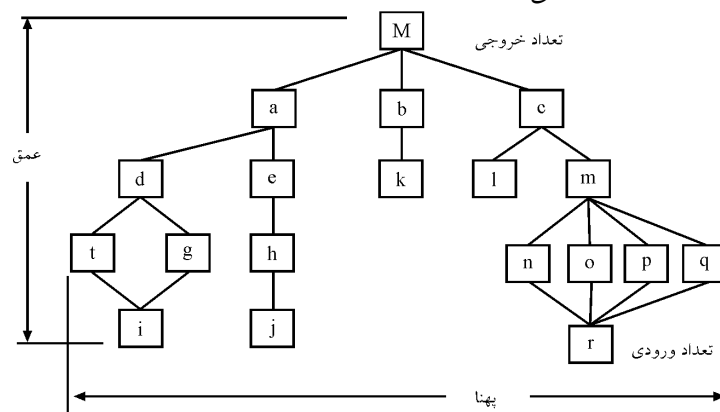 M
تعداد خروجی
a b c
عمق
d e k l m
t g h n o p q
i j r
تعداد ورودی
پهنا